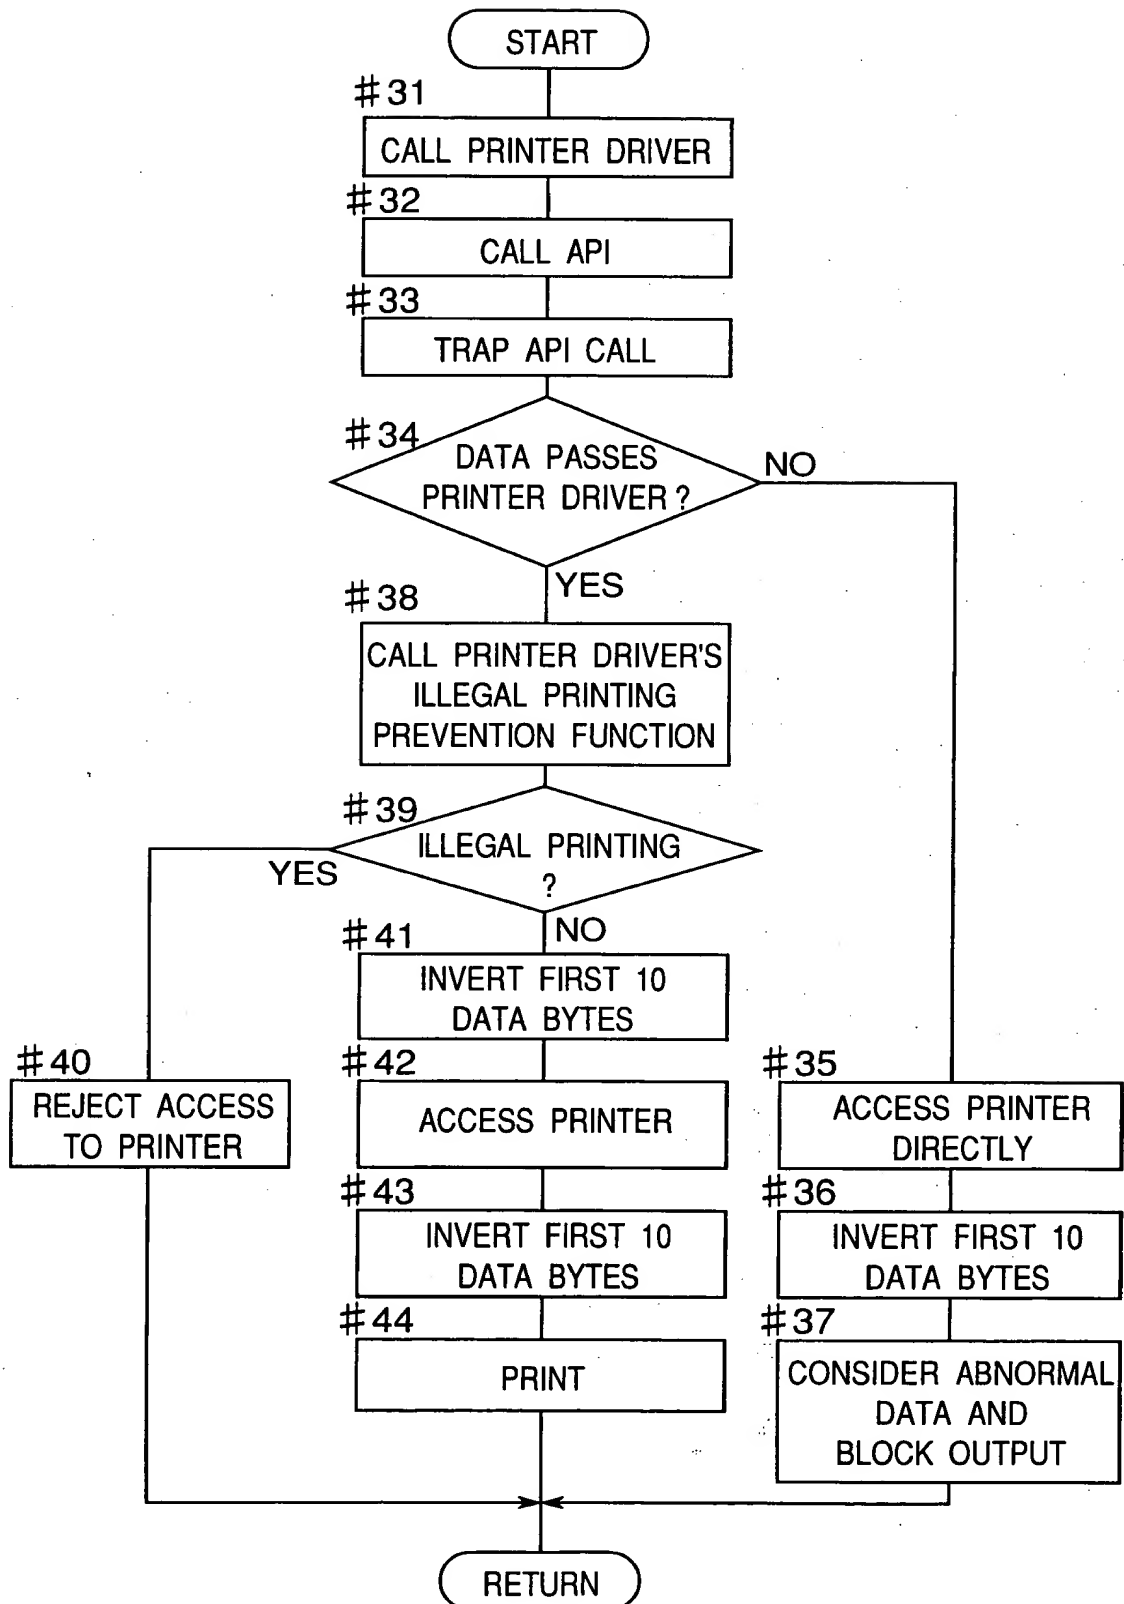 START
#31
CALL PRINTER DRIVER
#32
CALL API
#33
TRAP API CALL
#34
DATA PASSES
PRINTER DRIVER?
NO
YES
#38
CALL PRINTER DRIVER'S
ILLEGAL PRINTING
PREVENTION FUNCTION
#39
ILLEGAL PRINTING
?
YES
NO
#41
INVERT FIRST 10
DATA BYTES
#40
REJECT ACCESS
TO PRINTER
#42
ACCESS PRINTER
#35
ACCESS PRINTER
DIRECTLY
#43
INVERT FIRST 10
DATA BYTES
#36
INVERT FIRST 10
DATA BYTES
#44
PRINT
#37
CONSIDER ABNORMAL
DATA AND
BLOCK OUTPUT
RETURN